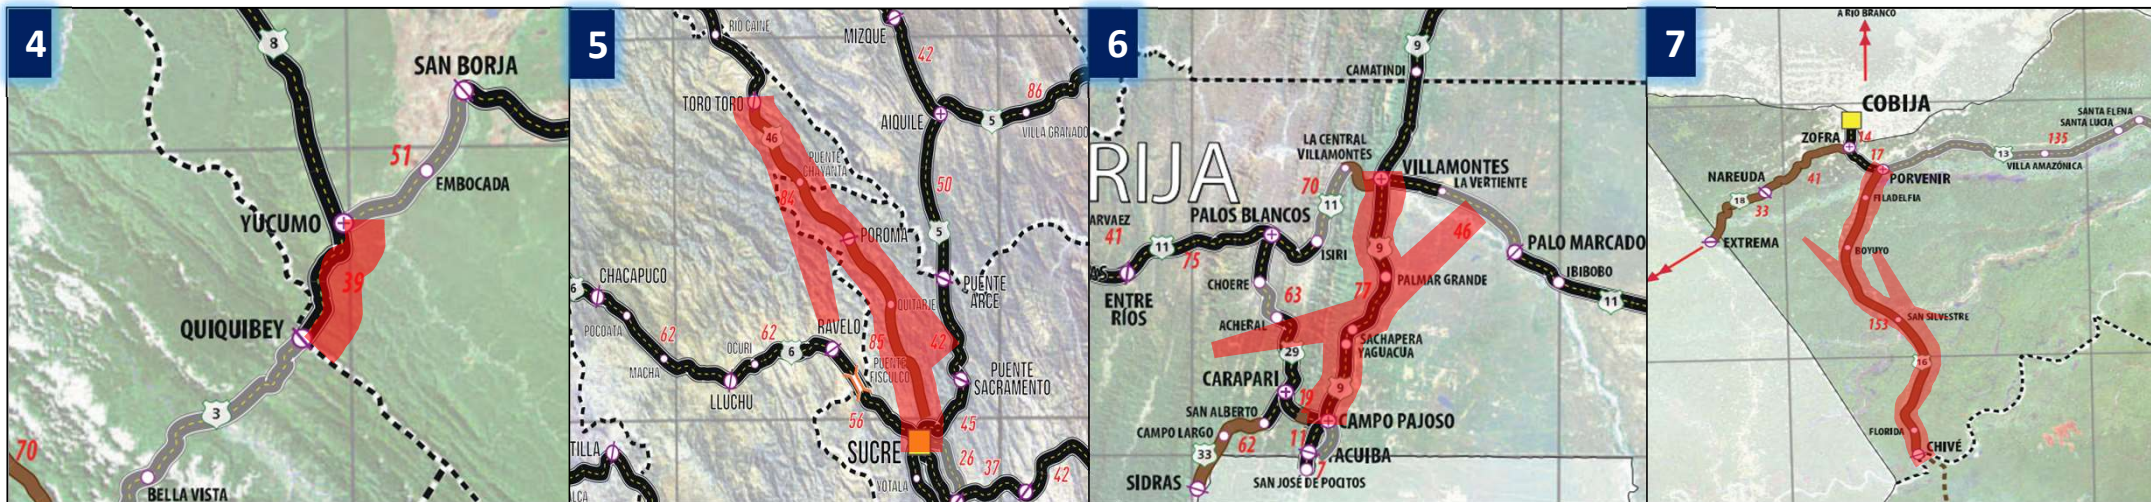 4
8
SAN BORJA
51
EMBOCADA
YUCUMO
39
QUIQUIBEY
3
70
BELLA VISTA
5
RIO CAINE
MIZQUE
42
86
TORO TORO
AIQUILE
5
VILLA GRANADO
46
PUENTE
CHAYANTA
50
84
POROMA
5
CHACAPUCO
6
PUENTE
ARCE
QUITARJE
POCOATA
62
62
RAVELO
85
42
OCURI
6
MACHA
PUENTE
FISCULCO
PUENTE
SACRAMENTO
LLUCHU
56
45
TILLA
SUCRE
26
37
42
YOTALA
LCA
6
9
CAMATINDI
LA CENTRAL
VILLAMONTES
RIJA
VILLAMONTES
LA VERTIENTE
70
11
ARVAEZ
PALOS BLANCOS
41
11
46
75
ISIRI
9
PALO MARCADO
AS
CHOERE
PALMAR GRANDE
IBIBOBO
ENTRE
RÍOS
63
77
11
ACHERAL
SACHAPERA
YAGUACUA
29
CARAPARI
19
9
SAN ALBERTO
CAMPO PAJOSO
CAMPO LARGO
62
11
33
YACUIBA
7
SIDRAS
SAN JOSÉ DE POCITOS
7
A RIO BRANCO
COBIJA
SANTA ELENA
SANTA LUCIA
ZOFRA
14
135
17
13
VILLA AMAZÓNICA
NAREUDA
41
PORVENIR
18
33
FILADELFIA
EXTREMA
BOYUYO
153
SAN SILVESTRE
16
FLORIDA
CHIVÉ